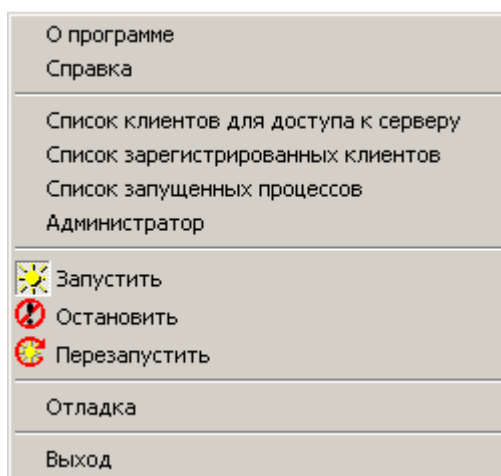 О программе
Справка
Список клиентов для доступа к серверу
Список зарегистрированных клиентов
Список запущенных процессов
Администратор
Запустить
Остановить
Перезапустить
Отладка
Выход